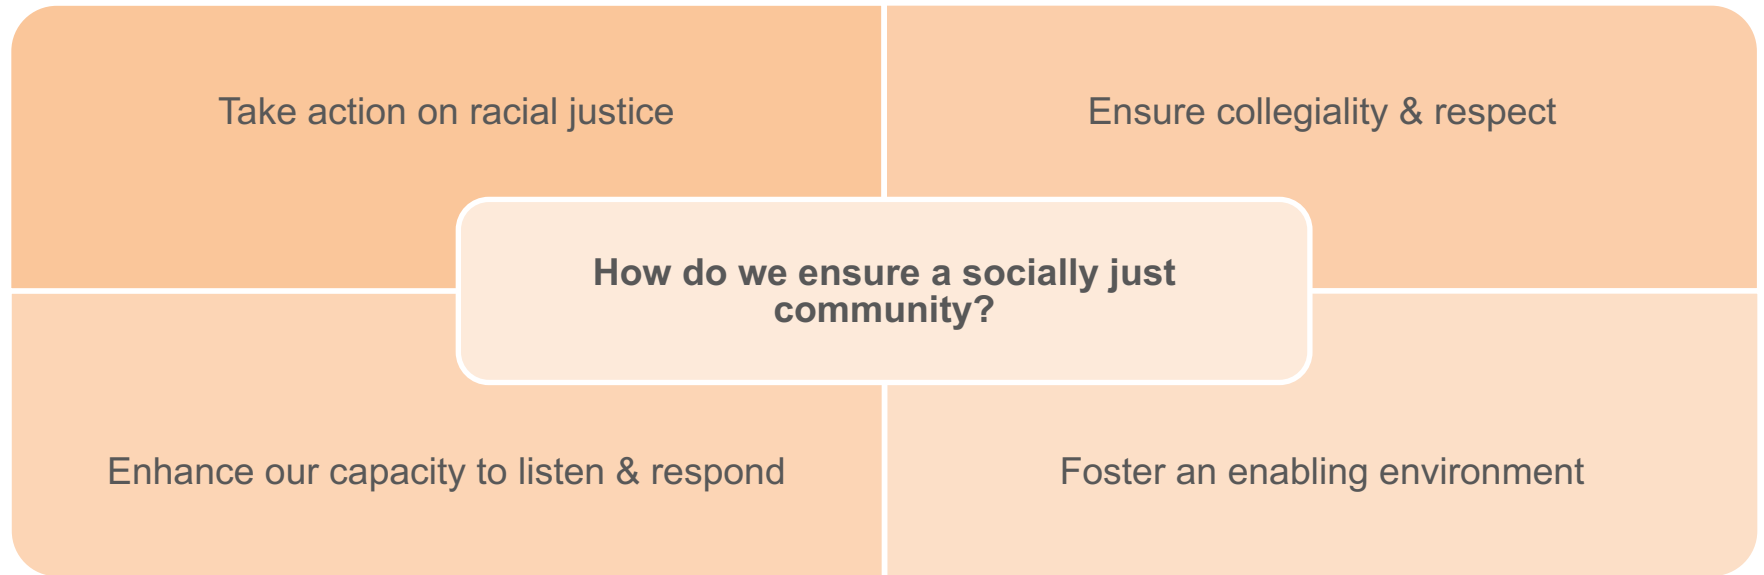 Take action on racial justice
Ensure collegiality & respect
How do we ensure a socially just
community?
Enhance our capacity to listen & respond
Foster an enabling environment